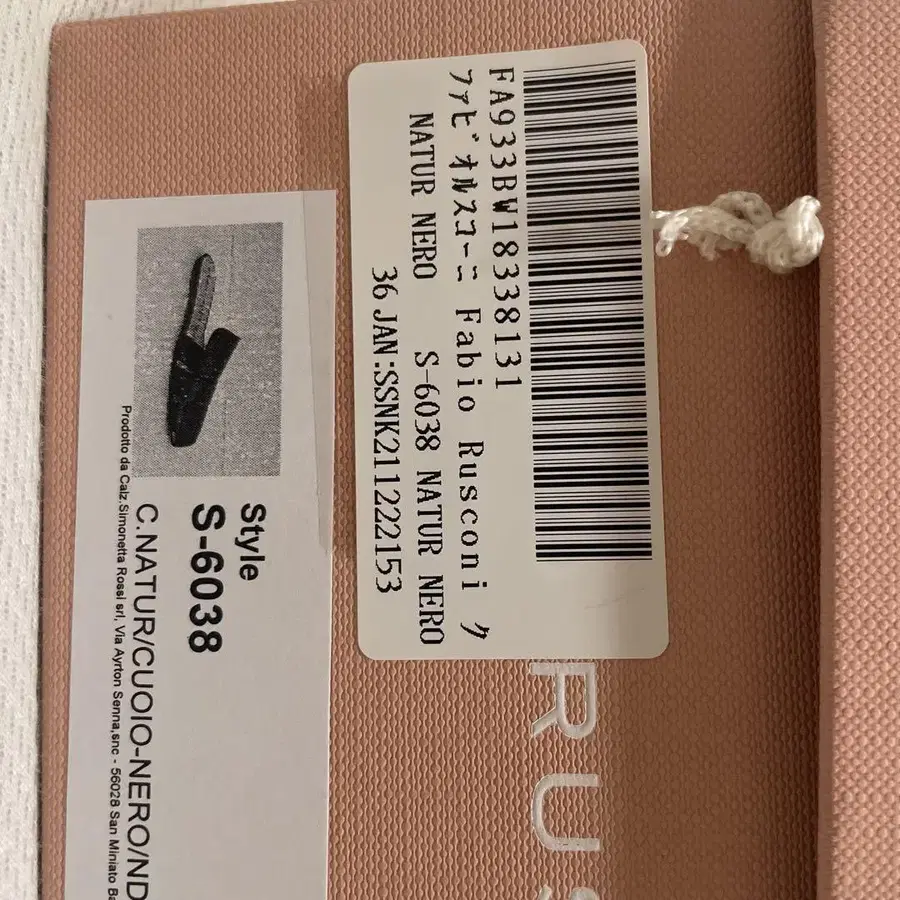 FA933BW18338131
ファビオルスコーニ Fabio Rusconi ク
NATUR NERO S-6038 NATUR NERO
36 JAN:SSNK2112222153
Style
S-6038
C.NATUR/CUOIO-NERO/ND
Prodotto da Calz.Simonetta Rossi srl, Via Ayrton Senna,snc - 56028 San Miniato Ba
RUS